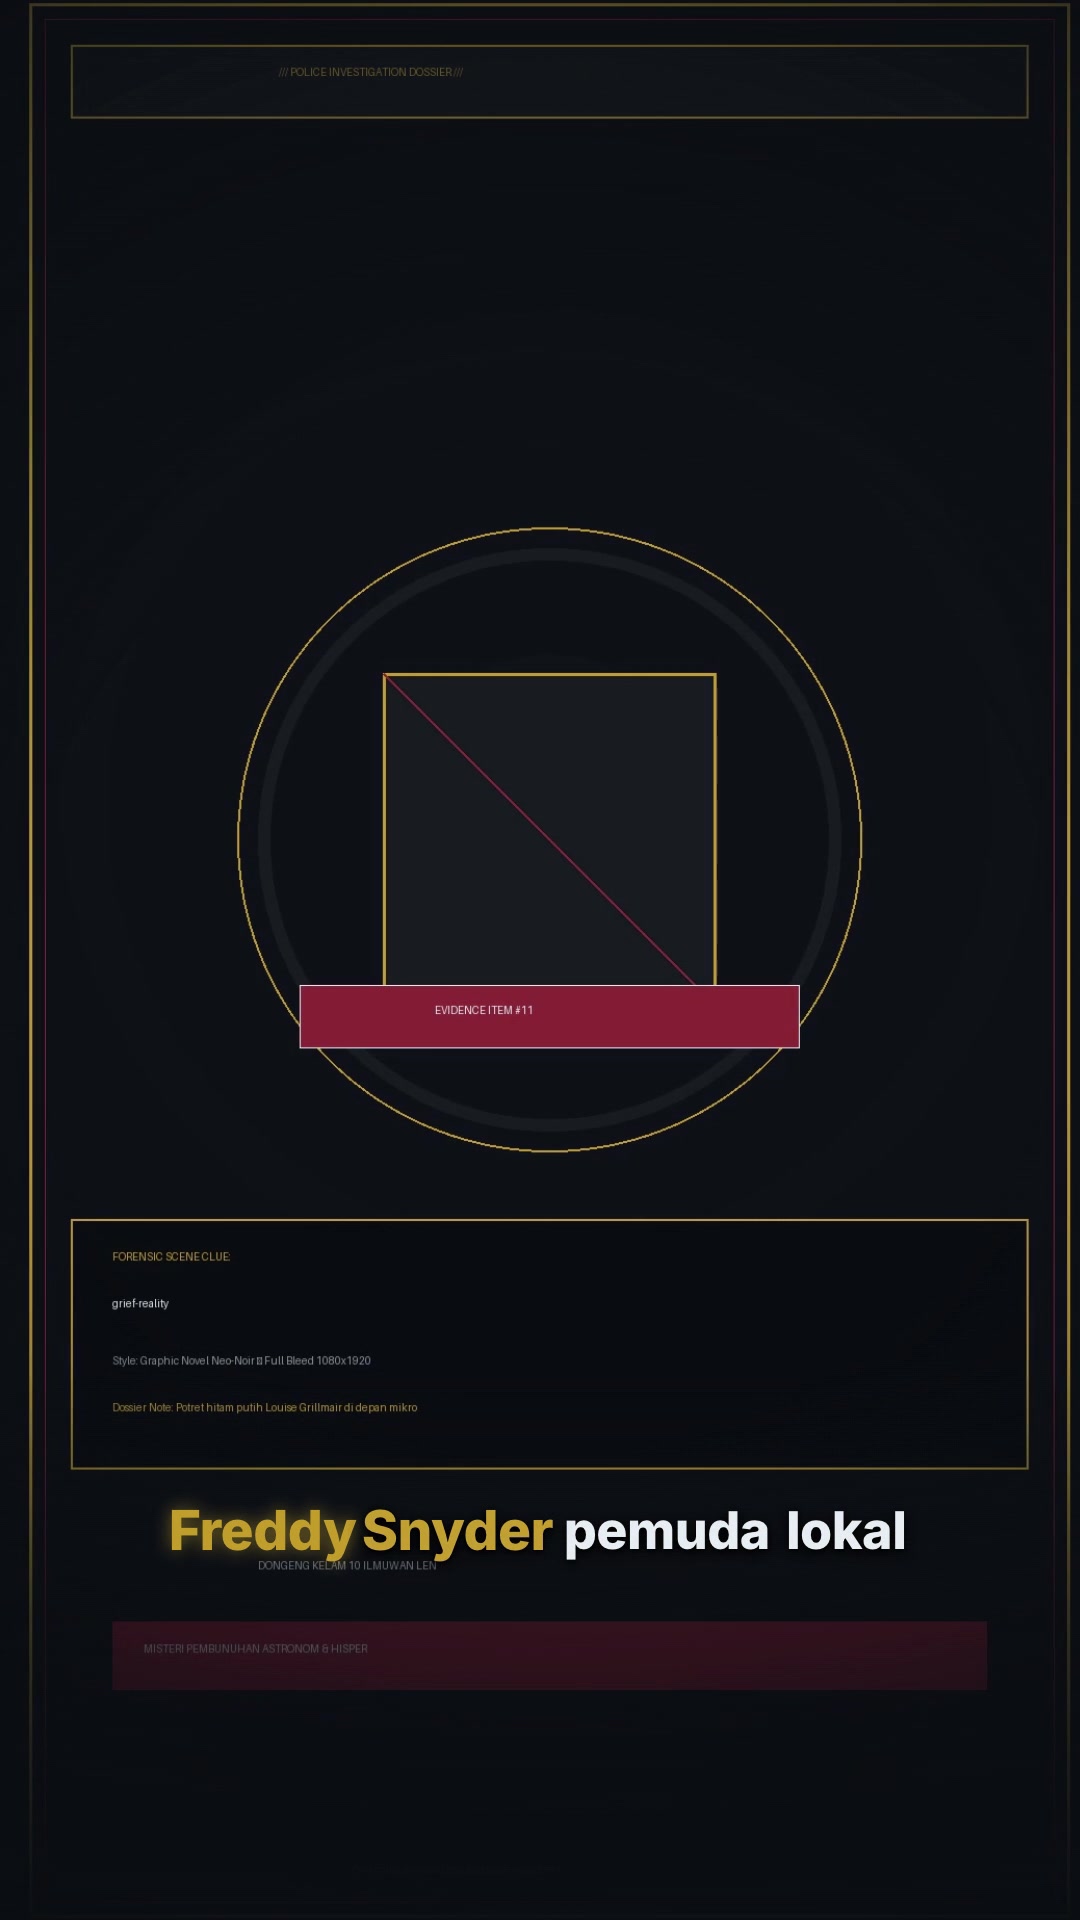 /// POLICE INVESTIGATION DOSSIER ///
EVIDENCE ITEM #11
FORENSIC SCENE CLUE:
grief-reality
Style: Graphic Novel Neo-Noir Full Bleed 1080x1920
Dossier Note: Potret hitam putih Louise Grillmair di depan mikro
Freddy Snyder pemuda lokal
DONGENG KELAM 10 ILMUWAN LEN
MISTERI PEMBUNUHAN ASTRONOM & HISPER